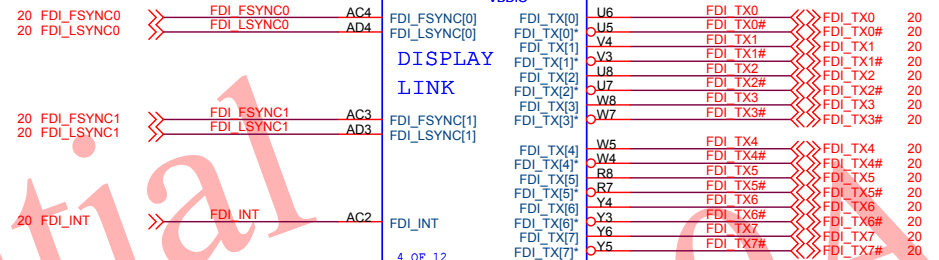 VDDIO
20 FDI_FSYNC0 FDI_FSYNC0 AC4 FDI_FSYNC[0] FDI_TX[0] U6 FDI_TX0 FDI_TX0 20
20 FDI_LSYNC0 FDI_LSYNC0 AD4 FDI_LSYNC[0] FDI_TX[0]* U5 FDI_TX0# FDI_TX0# 20
FDI_TX[1] V4 FDI_TX1 FDI_TX1 20
DISPLAY FDI_TX[1]* V3 FDI_TX1# FDI_TX1# 20
FDI_TX[2] U8 FDI_TX2 FDI_TX2 20
LINK FDI_TX[2]* U7 FDI_TX2# FDI_TX2# 20
FDI_TX[3] W8 FDI_TX3 FDI_TX3 20
20 FDI_FSYNC1 FDI_FSYNC1 AC3 FDI_FSYNC[1] FDI_TX[3]* W7 FDI_TX3# FDI_TX3# 20
20 FDI_LSYNC1 FDI_LSYNC1 AD3 FDI_LSYNC[1]
FDI_TX[4] W5 FDI_TX4 FDI_TX4 20
FDI_TX[4]* W4 FDI_TX4# FDI_TX4# 20
FDI_TX[5] R8 FDI_TX5 FDI_TX5 20
FDI_TX[5]* R7 FDI_TX5# FDI_TX5# 20
FDI_TX[6] Y4 FDI_TX6 FDI_TX6 20
20 FDI_INT FDI_INT AC2 FDI_INT FDI_TX[6]* Y3 FDI_TX6# FDI_TX6# 20
FDI_TX[7] Y6 FDI_TX7 FDI_TX7 20
4 OF 12 FDI_TX[7]* Y5 FDI_TX7# FDI_TX7# 20
tial